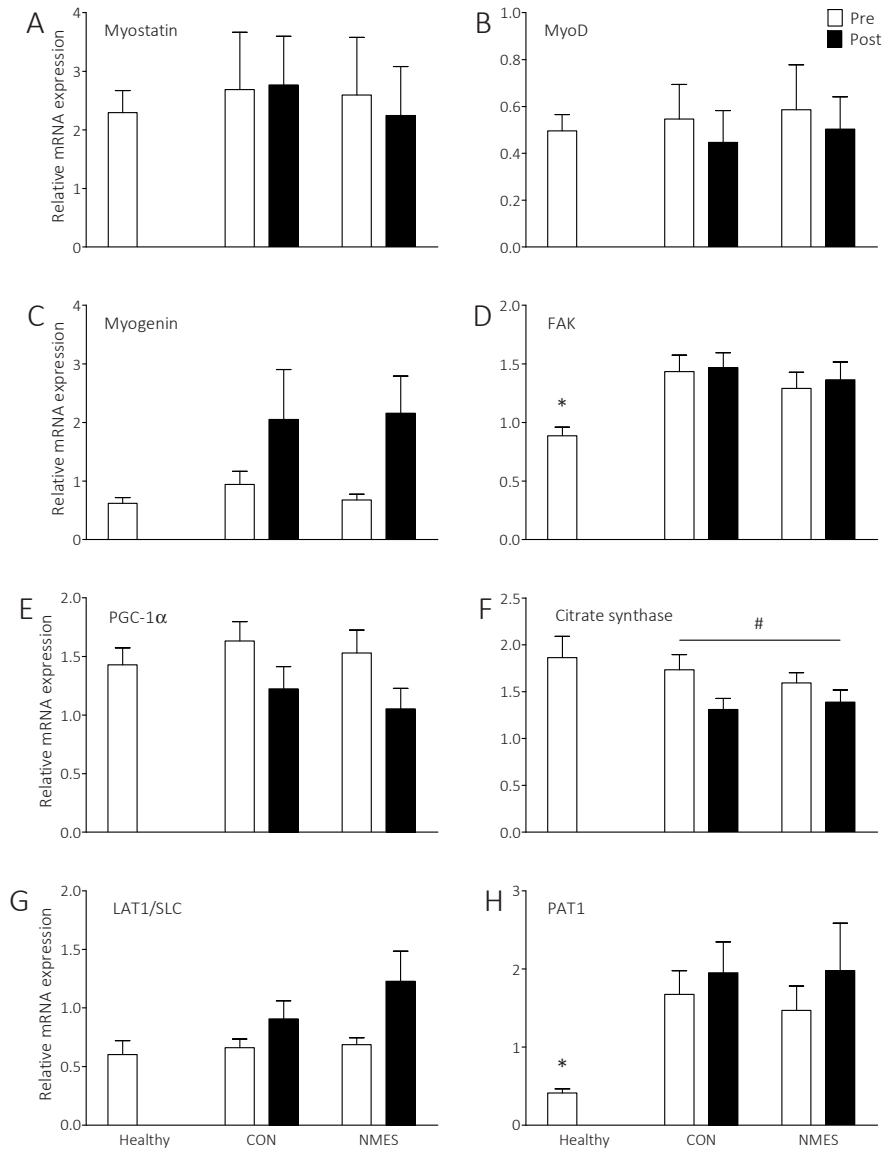 A
Myostatin
Relative mRNA expression
4
3
2
1
0
B
MyoD
Pre
Post
1.0
0.8
0.6
0.4
0.2
0.0
C
Myogenin
Relative mRNA expression
4
3
2
1
0
D
FAK
2.0
1.5
1.0
0.5
0.0
*
E
PGC-1α
Relative mRNA expression
2.0
1.5
1.0
0.5
0.0
F
Citrate synthase
#
2.5
2.0
1.5
1.0
0.5
0.0
G
LAT1/SLC
Relative mRNA expression
2.0
1.5
1.0
0.5
0.0
Healthy CON NMES
H
PAT1
3
2
1
0
*
Healthy CON NMES